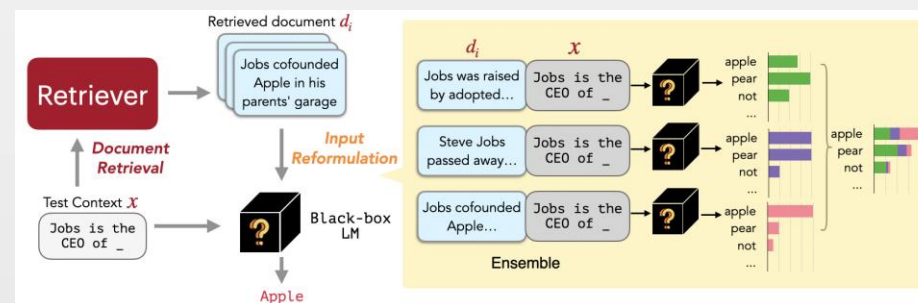 Retrieved document dᵢ
Jobs cofounded
Apple in his
parents' garage
Retriever
Document
Retrieval
Input
Reformulation
Test Context x
Jobs is the
CEO of _
?
Black-box
LM
Apple
dᵢ
x
Jobs was raised
by adopted...
Jobs is the
CEO of _
?
apple
pear
not
...
Steve Jobs
passed away...
Jobs is the
CEO of _
?
apple
pear
not
...
Jobs cofounded
Apple...
Jobs is the
CEO of _
?
apple
pear
not
...
Ensemble
apple
pear
not
...